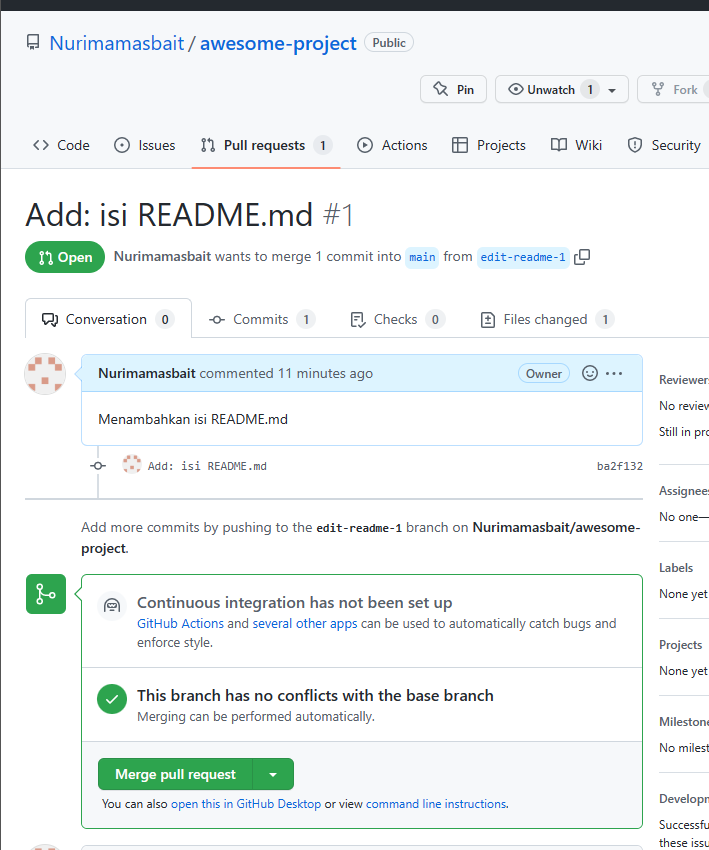 Nurimamasbait / awesome-project Public
Pin Unwatch 1 Fork
Code Issues Pull requests 1 Actions Projects Wiki Security
Add: isi README.md #1
Open Nurimamasbait wants to merge 1 commit into main from edit-readme-1
Conversation 0 Commits 1 Checks 0 Files changed 1
Nurimamasbait commented 11 minutes ago Owner
Menambahkan isi README.md
Add: isi README.md ba2f132
Add more commits by pushing to the edit-readme-1 branch on Nurimamasbait/awesome-
project.
Continuous integration has not been set up
GitHub Actions and several other apps can be used to automatically catch bugs and
enforce style.
This branch has no conflicts with the base branch
Merging can be performed automatically.
Merge pull request
You can also open this in GitHub Desktop or view command line instructions.
Reviewer
No review
Still in pro
Assignees
No one—
Labels
None yet
Projects
None yet
Milestone
No milest
Developm
Successfu
these issu